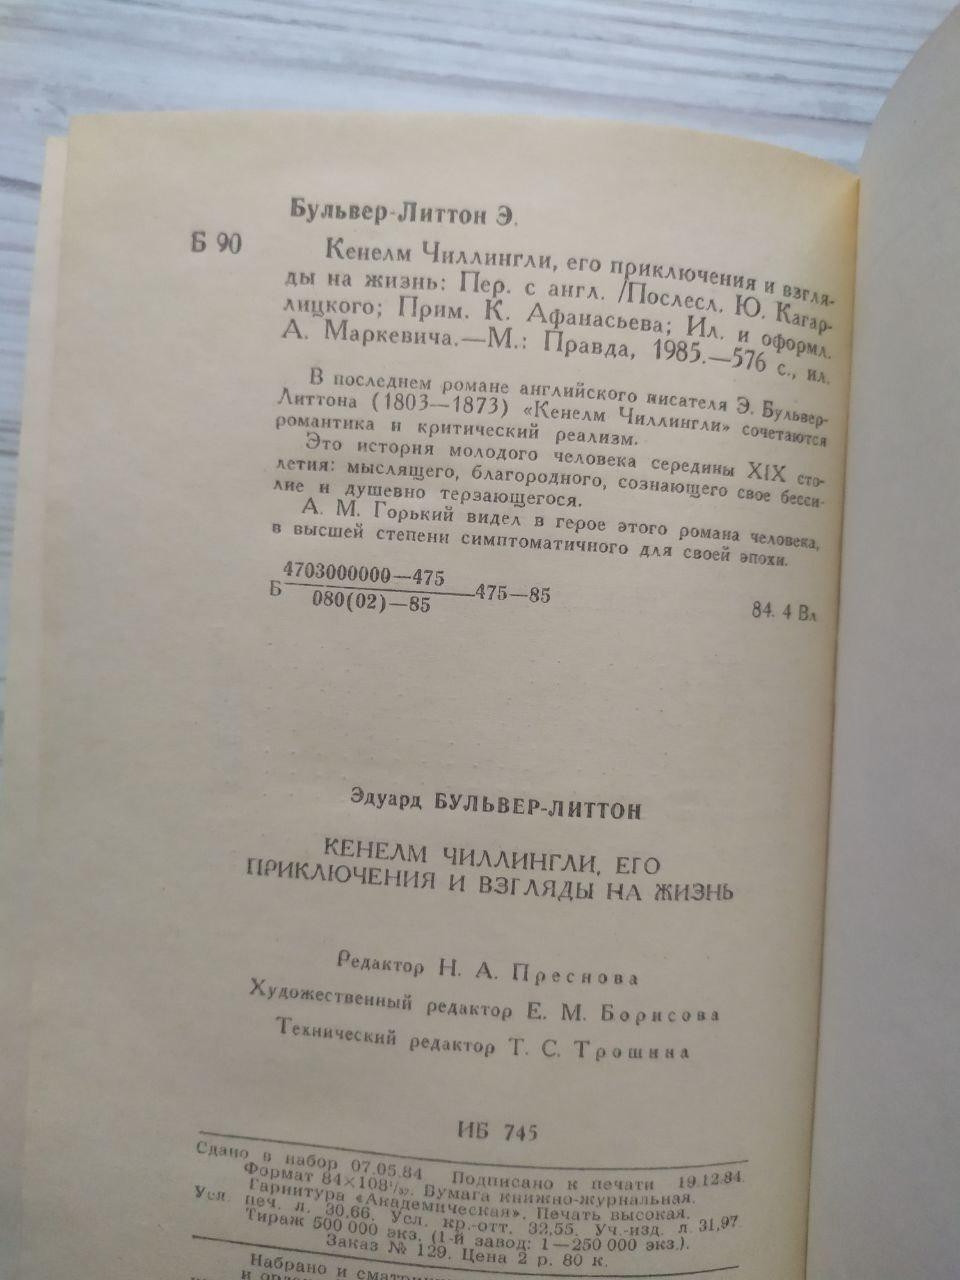 Бульвер-Литтон Э.
Б 90
Кенелм Чиллингли, его приключения и взгля-
ды на жизнь: Пер. с англ. /Послесл. Ю. Кагар-
лицкого; Прим. К. Афанасьева; Ил. и оформл.
А. Маркевича.—М.: Правда, 1985.—576 с., ил.
В последнем романе английского писателя Э. Бульвер-
Литтона (1803—1873) «Кенелм Чиллингли» сочетаются
романтика и критический реализм.
Это история молодого человека середины XIX сто-
летия: мыслящего, благородного, сознающего свое бесси-
лие и душевно терзающегося.
А. М. Горький видел в герое этого романа человека,
в высшей степени симптоматичного для своей эпохи.
4703000000—475
Б 475—85
080(02)—85
84. 4 Вл
Эдуард БУЛЬВЕР-ЛИТТОН
КЕНЕЛМ ЧИЛЛИНГЛИ, ЕГО
ПРИКЛЮЧЕНИЯ И ВЗГЛЯДЫ НА ЖИЗНЬ
Редактор Н. А. Преснова
Художественный редактор Е. М. Борисова
Технический редактор Т. С. Трошина
ИБ 745
Сдано в набор 07.05.84 Подписано к печати 19.12.84.
Формат 84×108¹/₃₂. Бумага книжно-журнальная.
Гарнитура «Академическая». Печать высокая.
Усл. печ. л. 30,66. Усл. кр.-отт. 32,55. Уч.-изд. л. 31,97.
Тираж 500 000 экз. (1-й завод: 1—250 000 экз.).
Заказ № 129. Цена 2 р. 80 к.
Набрано и